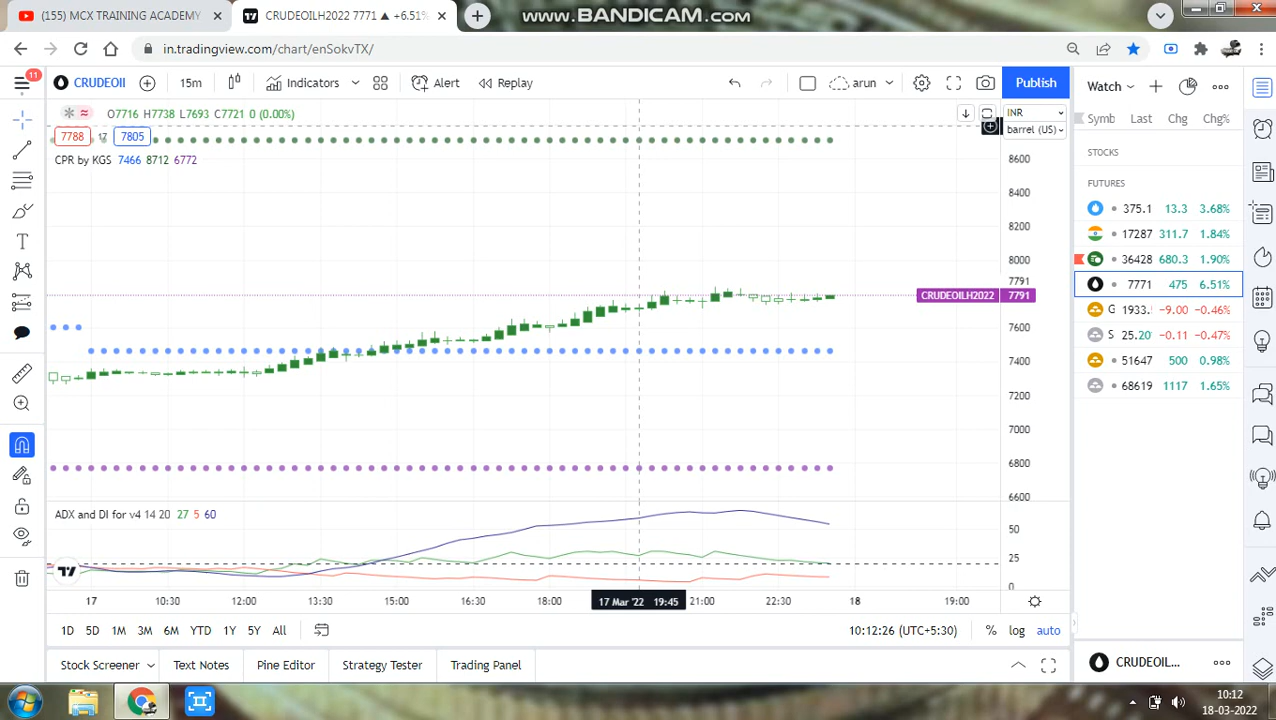 (155) MCX TRAINING ACADEMY
CRUDEOILH2022 7771 ▲ +6.51%
www.BANDICAM.com
in.tradingview.com/chart/enSokvTX/
11
CRUDEOIl
15m
Indicators
Alert
Replay
arun
Publish
Watch
O7716 H7738 L7693 C7721 0 (0.00%)
7788 17 7805
CPR by KGS 7466 8712 6772
INR
barrel (US)
Symb Last Chg Chg%
STOCKS
FUTURES
375.1 13.3 3.68%
17287 311.7 1.84%
36428 680.3 1.90%
7771 475 6.51%
G 1933. -9.00 -0.46%
S 25.20 -0.11 -0.47%
51647 500 0.98%
68619 1117 1.65%
8600
8400
8200
8000
7791
CRUDEOILH2022 7791
7600
7400
7200
7000
6800
6600
ADX and DI for v4 14 20 27 5 60
50
25
0
17 10:30 12:00 13:30 15:00 16:30 18:00 17 Mar '22 19:45 21:00 22:30 18 19:00
1D 5D 1M 3M 6M YTD 1Y 5Y All
10:12:26 (UTC+5:30) % log auto
Stock Screener Text Notes Pine Editor Strategy Tester Trading Panel
CRUDEOIL...
10:12
18-03-2022